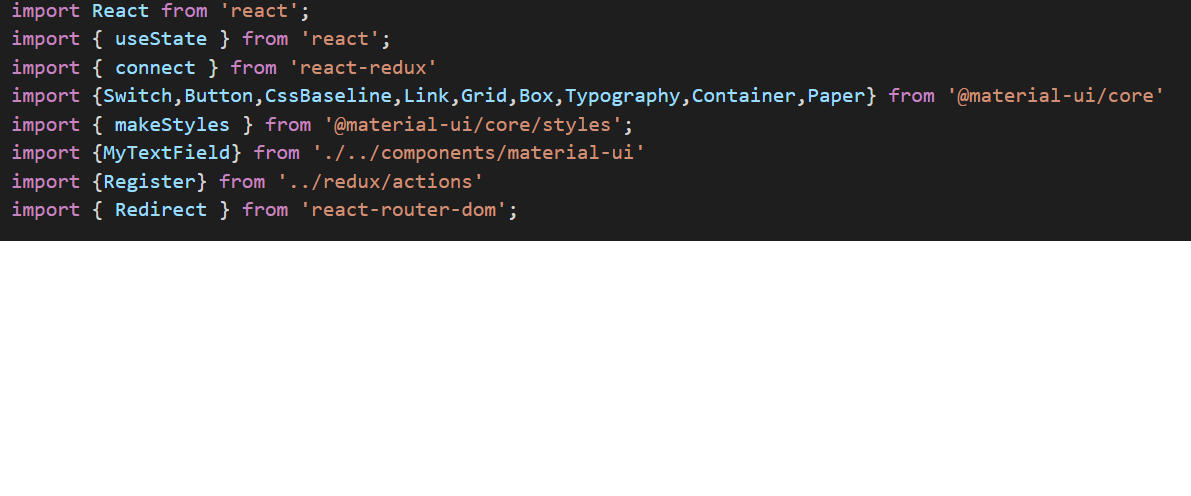 import React from 'react';
import { useState } from 'react';
import { connect } from 'react-redux'
import {Switch,Button,CssBaseline,Link,Grid,Box,Typography,Container,Paper} from '@material-ui/core'
import { makeStyles } from '@material-ui/core/styles';
import {MyTextField} from './../components/material-ui'
import {Register} from '../redux/actions'
import { Redirect } from 'react-router-dom';